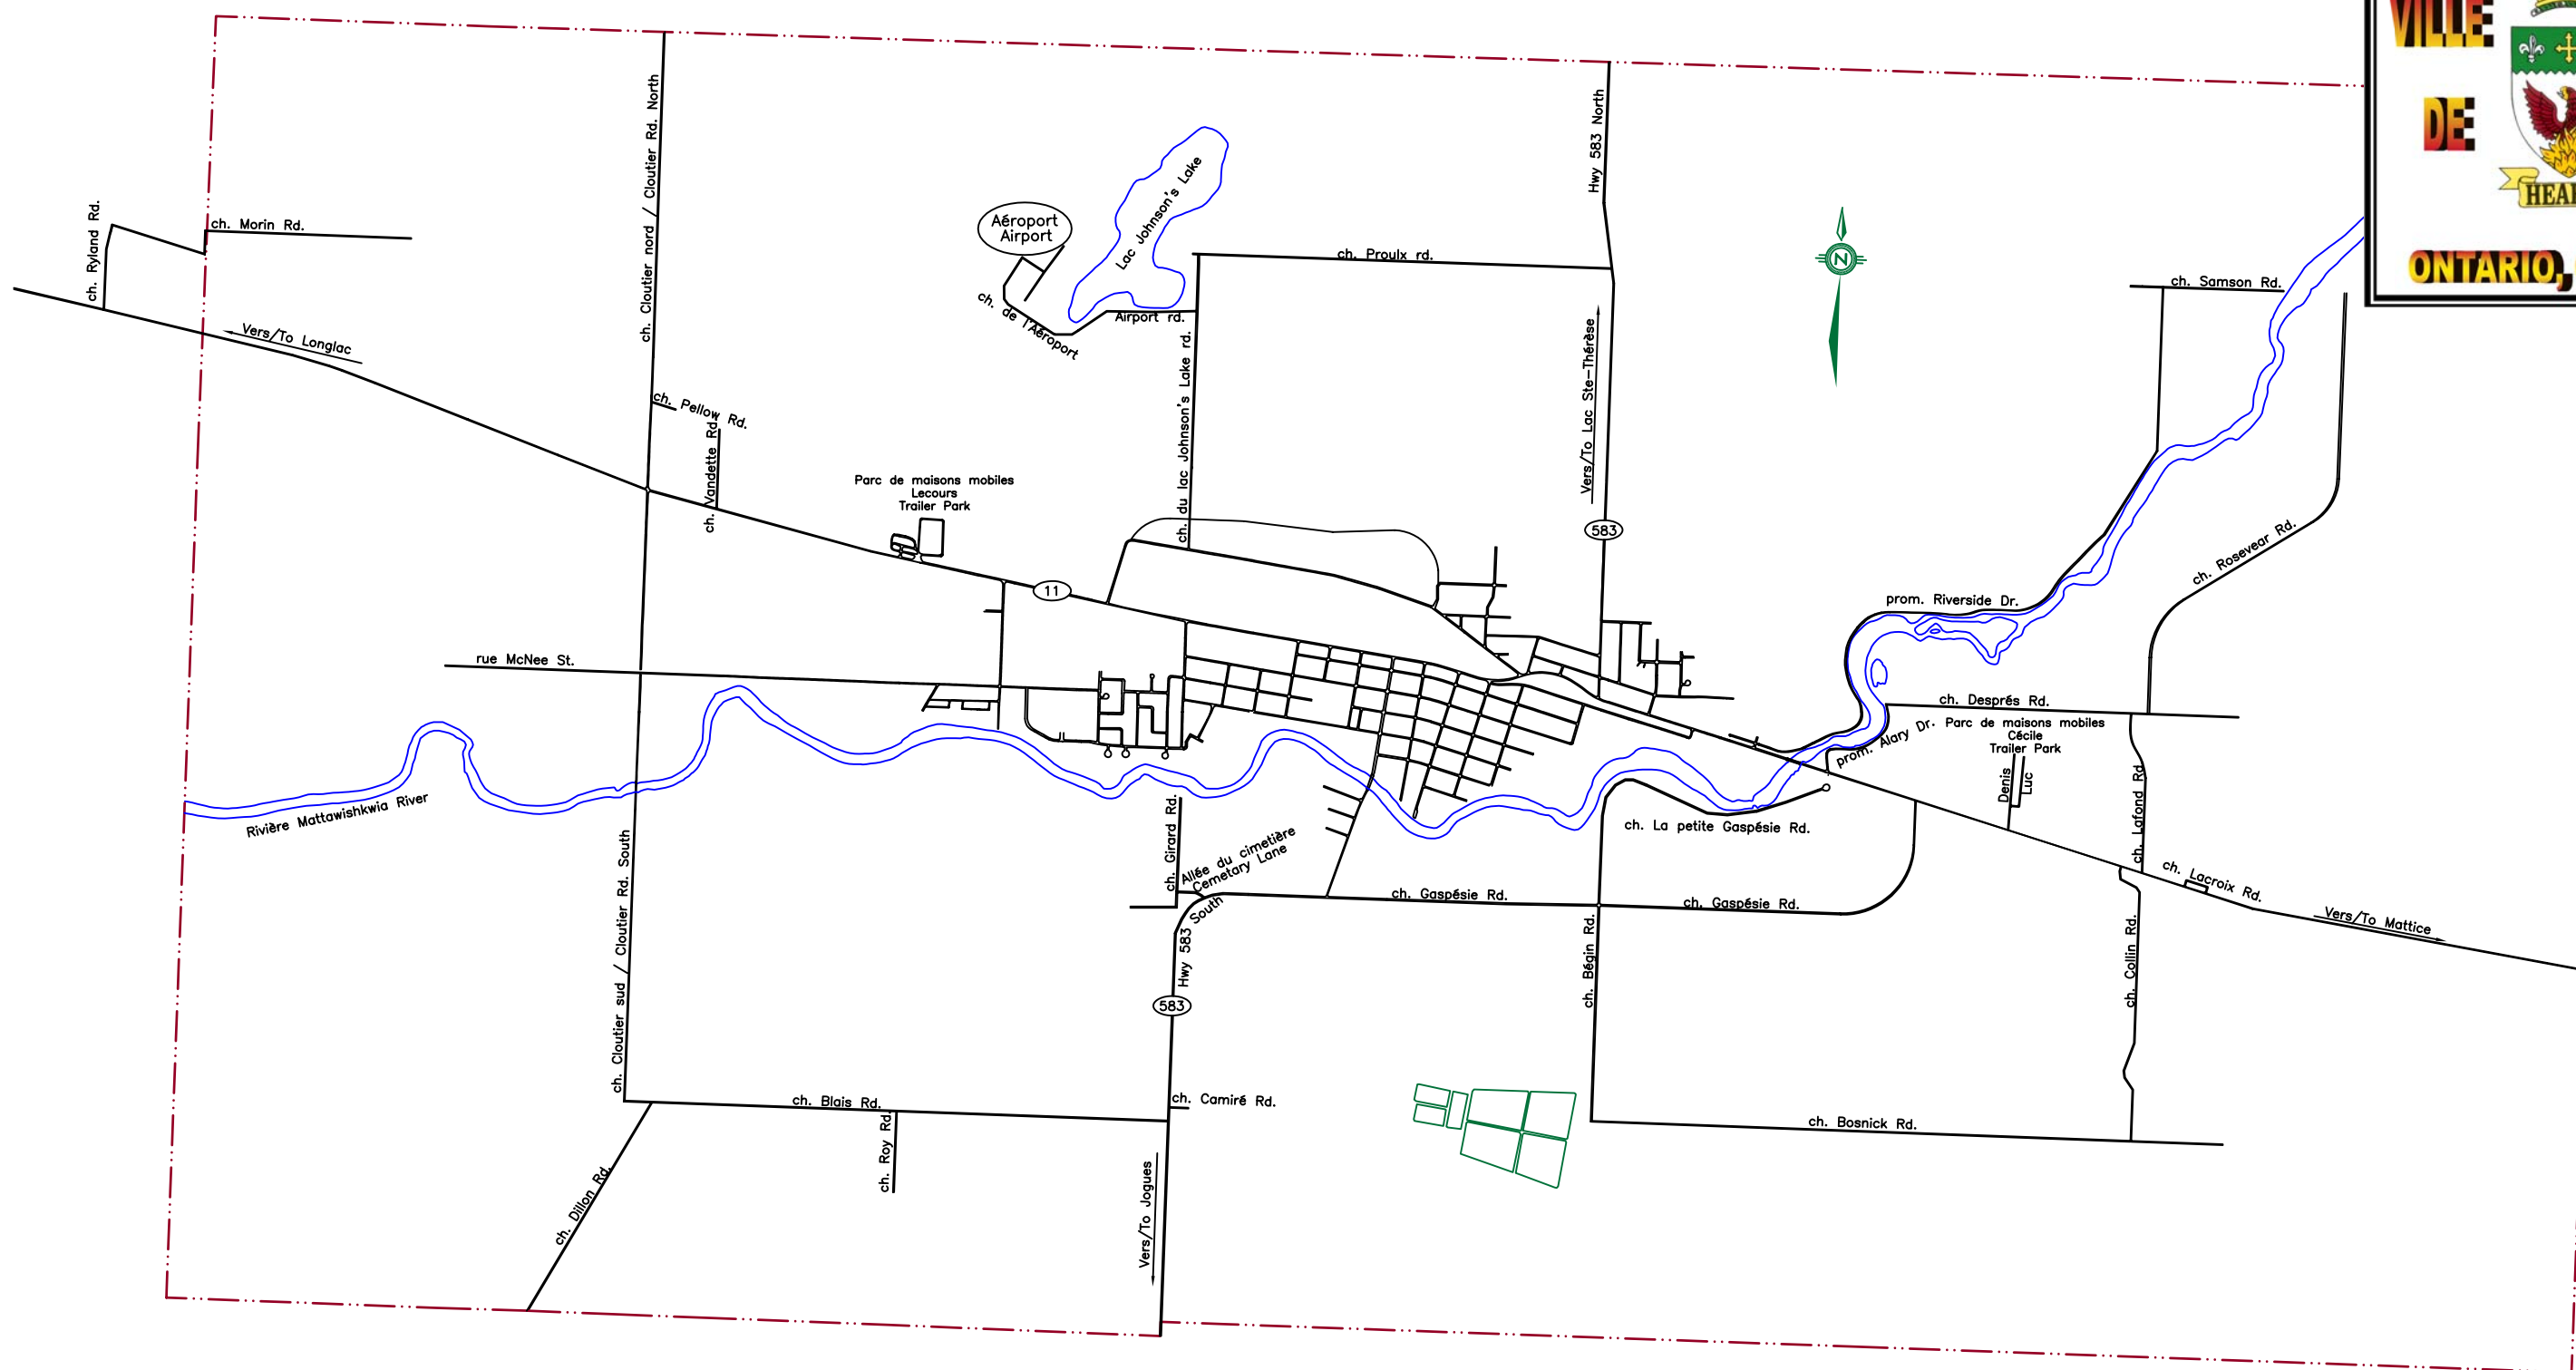 VILLE
DE
HEAR
ONTARIO,
ch. Ryland Rd.
ch. Morin Rd.
Vers/To Longlac
ch. Cloutier nord / Cloutier Rd. North
ch. Pellow Rd.
ch. Vandette Rd.
Aéroport
Airport
Lac Johnson's Lake
ch. de l'Aéroport
Airport rd.
ch. du lac Johnson's Lake rd.
ch. Proulx rd.
Hwy 583 North
Vers/To Lac Ste-Thérèse
583
N
ch. Samson Rd.
ch. Rosevear Rd.
prom. Riverside Dr.
Parc de maisons mobiles
Lecours
Trailer Park
11
rue McNee St.
Rivière Mattawishkwia River
ch. Després Rd.
prom. Alary Dr.
Parc de maisons mobiles
Cécile
Trailer Park
Denis
Luc
ch. Lafond Rd.
ch. Lacroix Rd.
Vers/To Mattice
ch. La petite Gaspésie Rd.
ch. Girard Rd.
Allée du cimetière
Cemetary Lane
ch. Gaspésie Rd.
ch. Gaspésie Rd.
Hwy 583 South
583
ch. Cloutier sud / Cloutier Rd. South
ch. Bégin Rd.
ch. Collin Rd.
ch. Blais Rd.
ch. Roy Rd.
ch. Camiré Rd.
ch. Bosnick Rd.
ch. Dillon Rd.
Vers/To Jogues